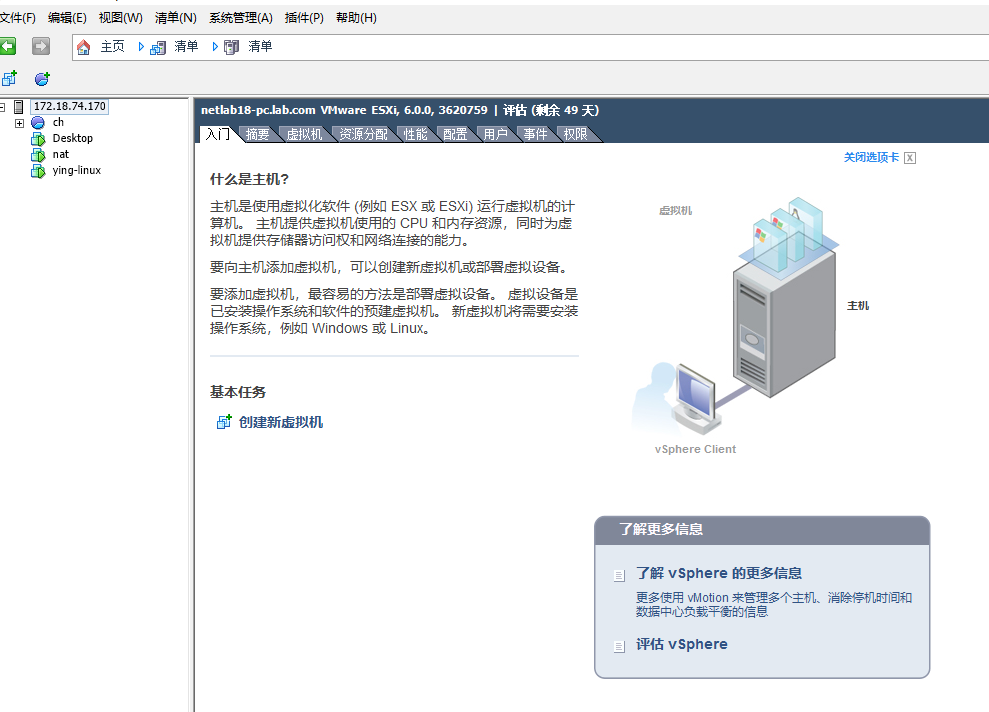 文件(F) 编辑(E) 视图(W) 清单(N) 系统管理(A) 插件(P) 帮助(H)
主页 清单 清单
172.18.74.170
ch
Desktop
nat
ying-linux
netlab18-pc.lab.com VMware ESXi, 6.0.0, 3620759 | 评估 (剩余 49 天)
入门 摘要 虚拟机 资源分配 性能 配置 用户 事件 权限
关闭选项卡 X
什么是主机?
主机是使用虚拟化软件 (例如 ESX 或 ESXi) 运行虚拟机的计
算机。 主机提供虚拟机使用的 CPU 和内存资源，同时为虚
拟机提供存储器访问权和网络连接的能力。
要向主机添加虚拟机，可以创建新虚拟机或部署虚拟设备。
要添加虚拟机，最容易的方法是部署虚拟设备。 虚拟设备是
已安装操作系统和软件的预建虚拟机。 新虚拟机将需要安装
操作系统，例如 Windows 或 Linux。
基本任务
创建新虚拟机
虚拟机
主机
vSphere Client
了解更多信息
了解 vSphere 的更多信息
更多使用 vMotion 来管理多个主机、消除停机时间和
数据中心负载平衡的信息
评估 vSphere